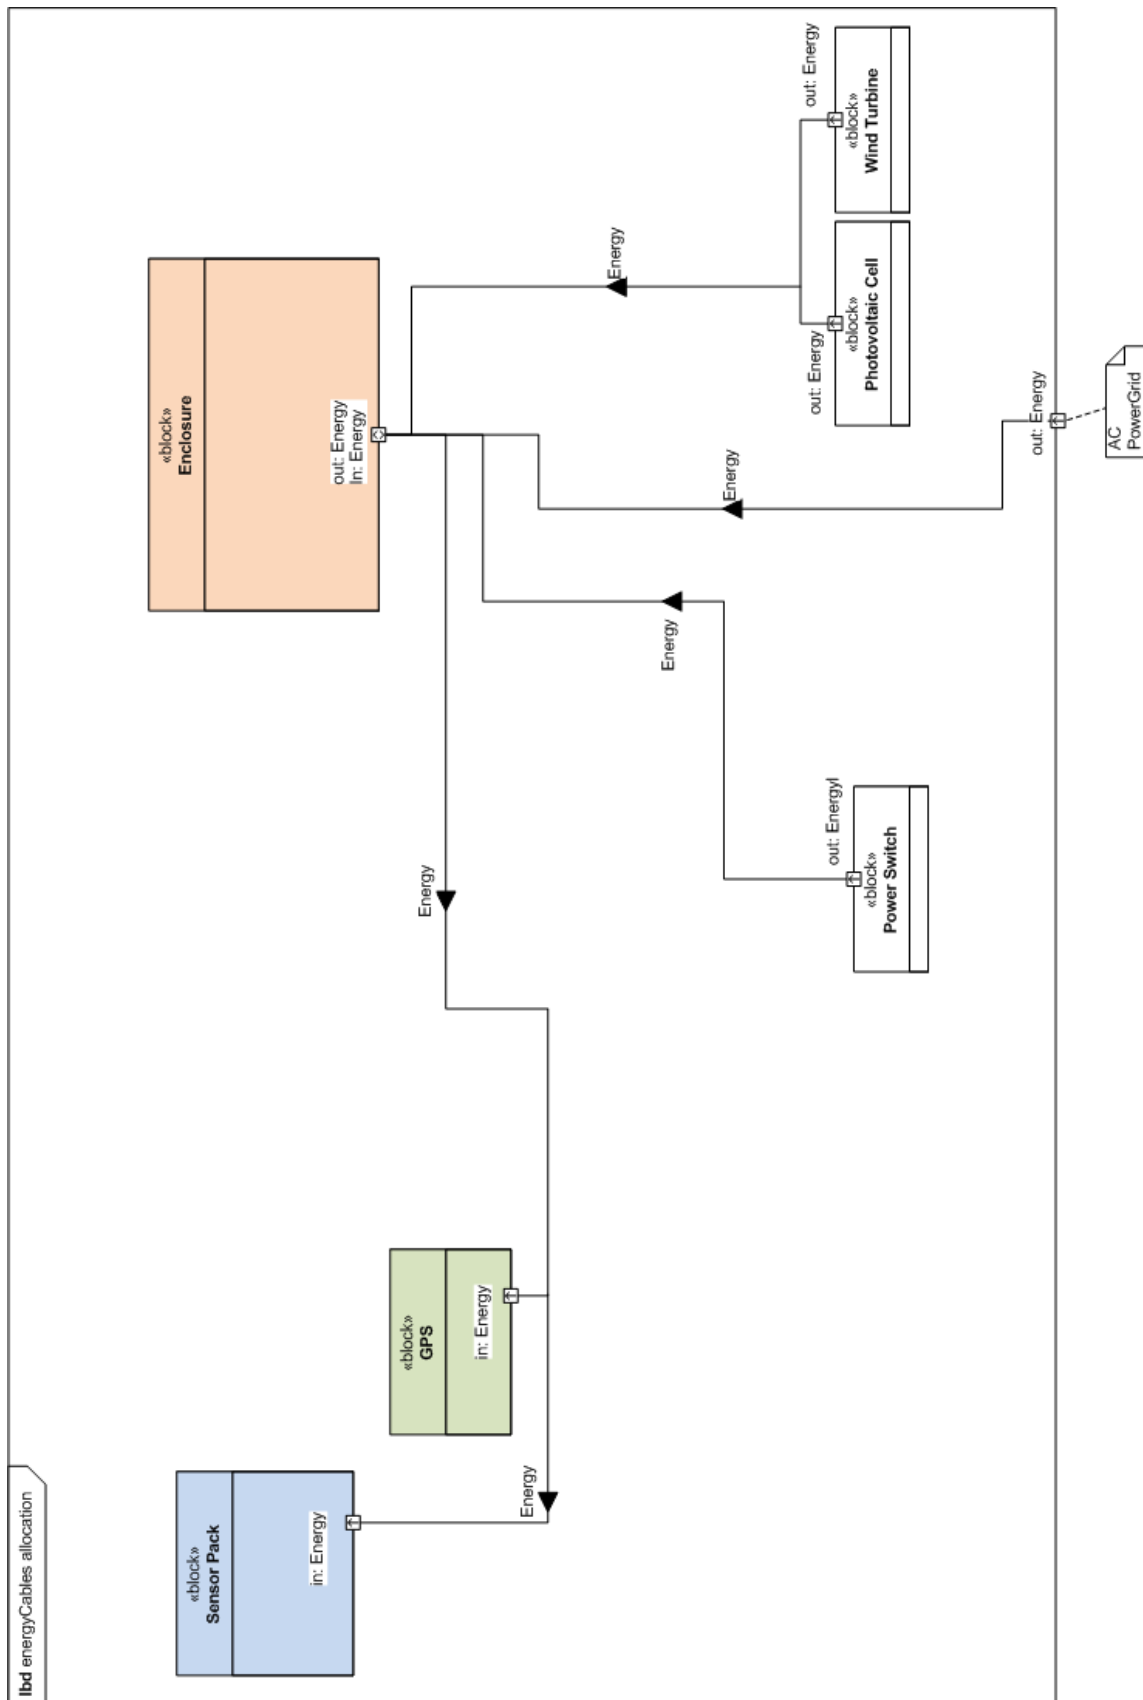 Ibd energyCables allocation
«block»
Sensor Pack
in: Energy
«block»
GPS
in: Energy
Energy
Energy
«block»
Enclosure
out: Energy
In: Energy
Energy
Energy
Energy
out: Energyl
«block»
Power Switch
out: Energy
«block»
Photovoltaic Cell
out: Energy
«block»
Wind Turbine
out: Energy
AC
PowerGrid